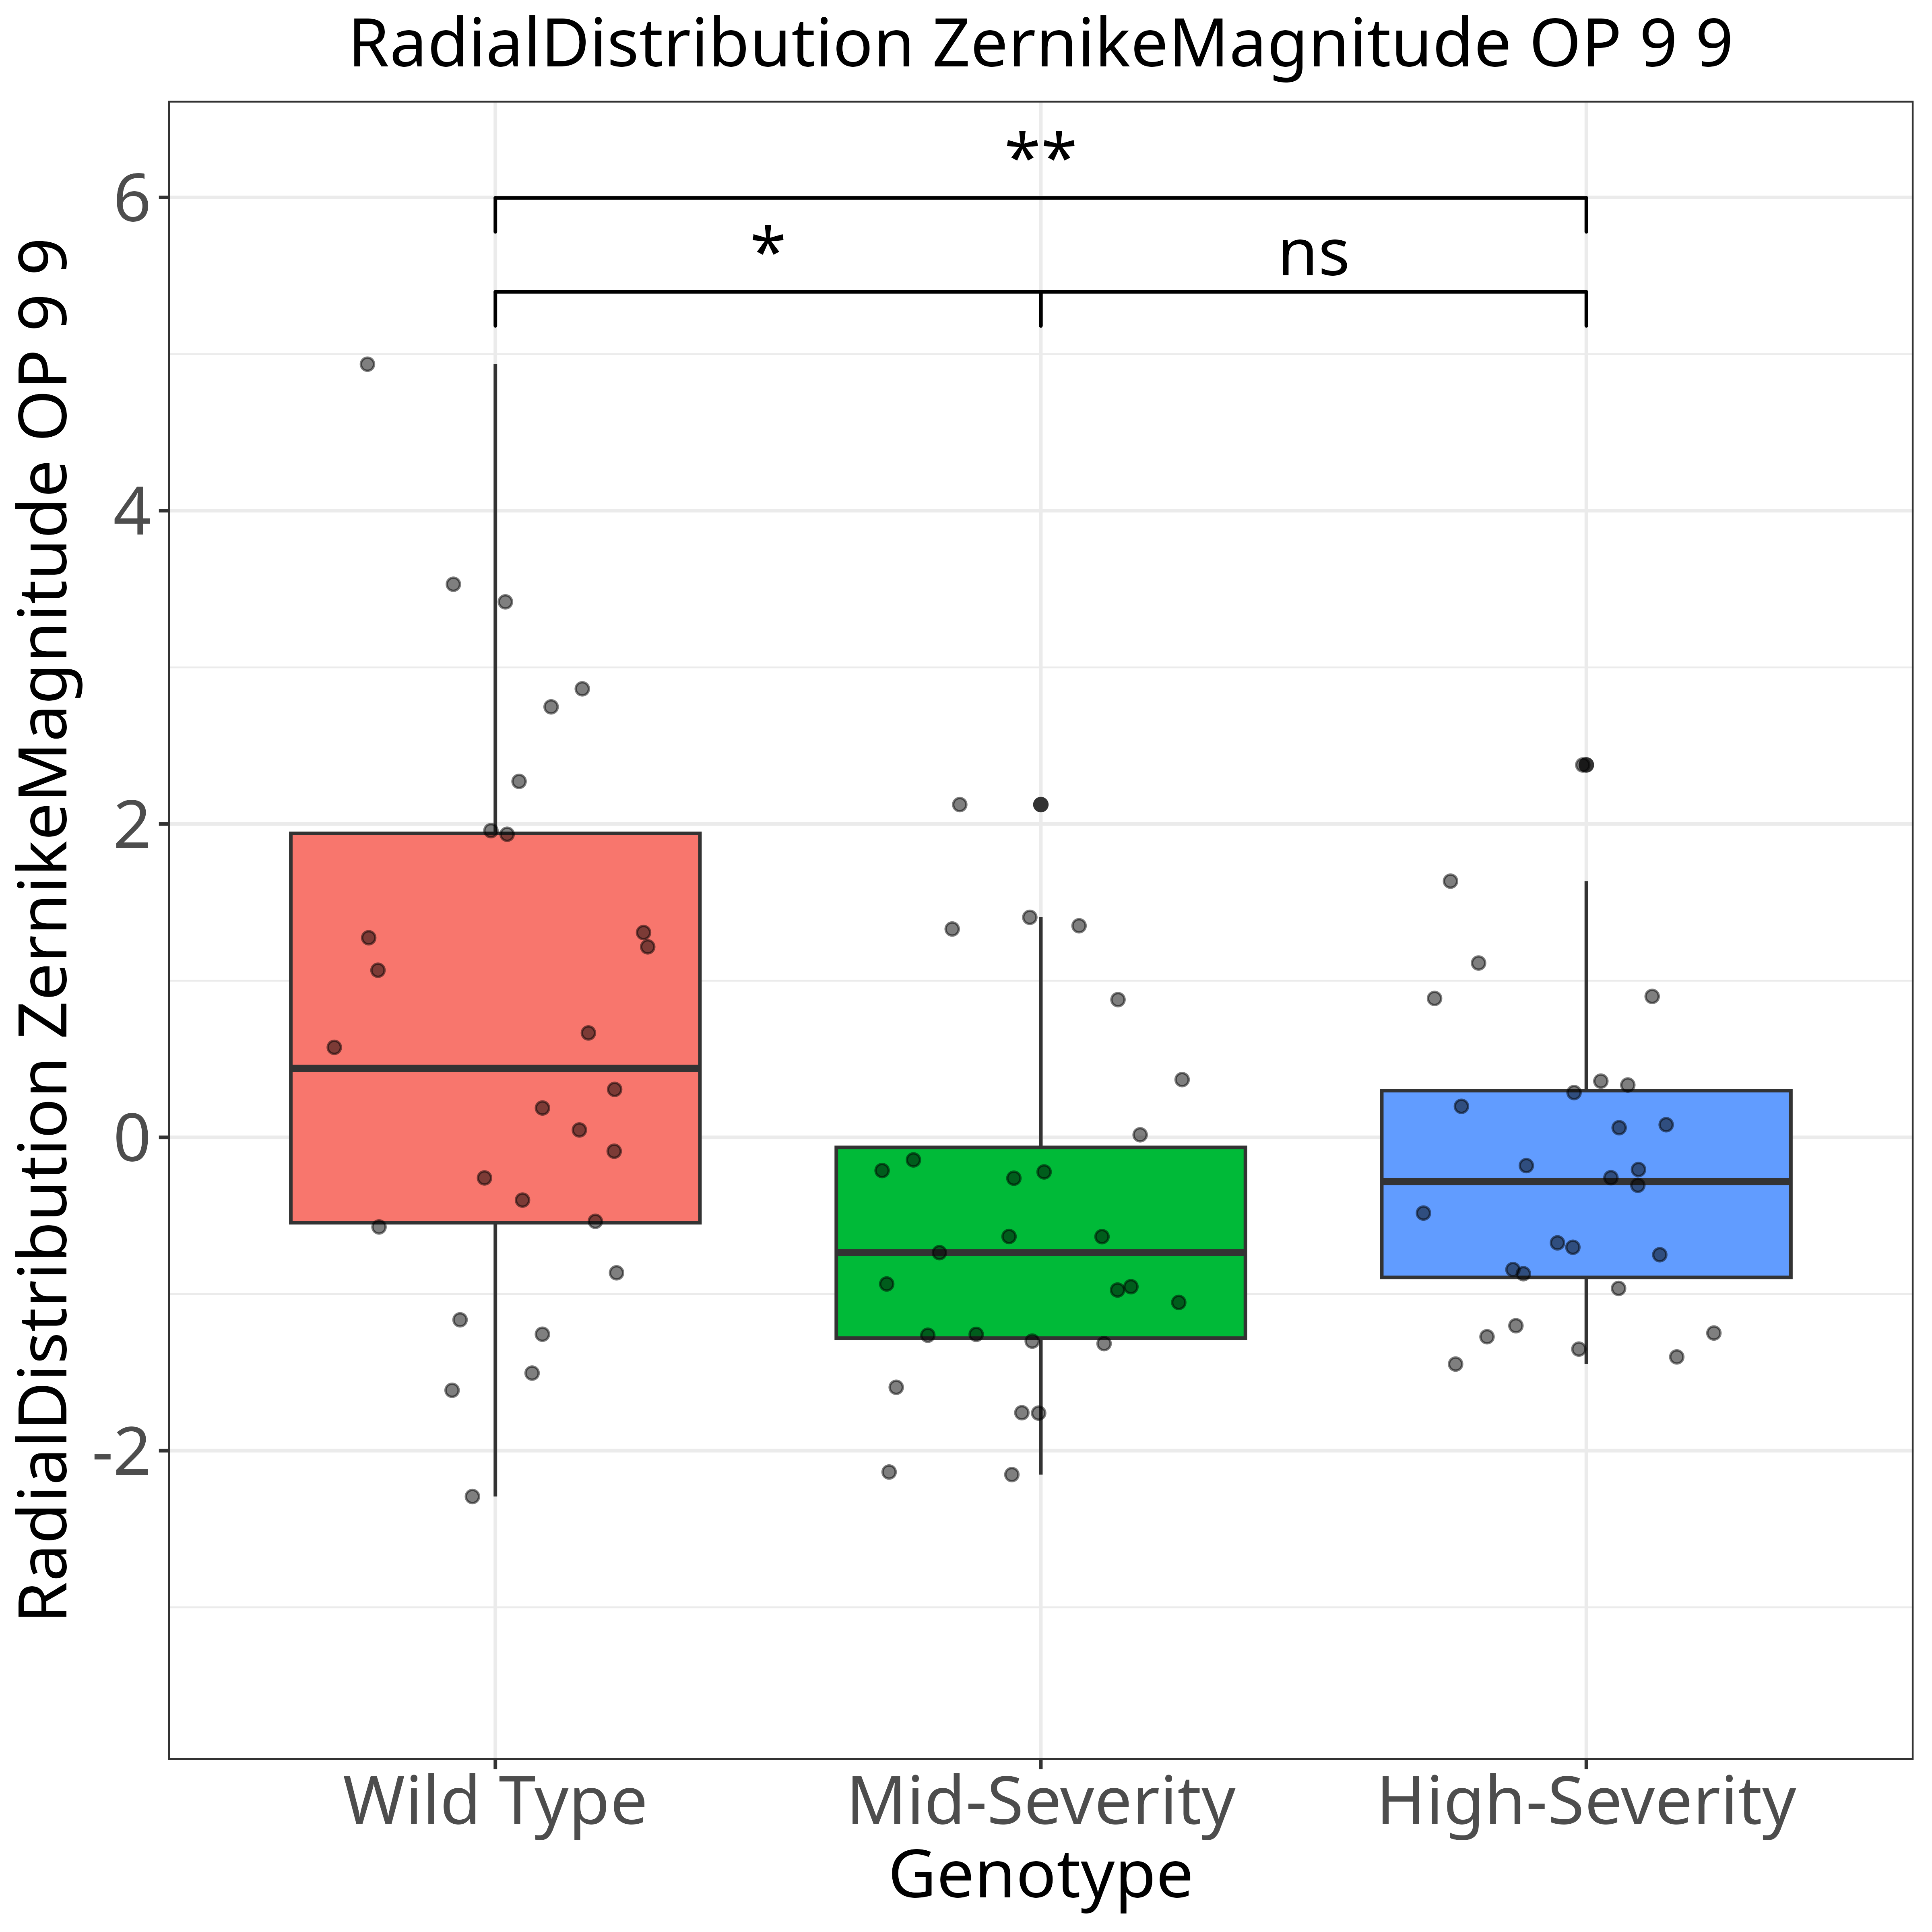 RadialDistribution ZernikeMagnitude OP 9 9
RadialDistribution ZernikeMagnitude OP 9 9
**
6
*
ns
4
2
0
-2
Wild Type
Mid-Severity
High-Severity
Genotype